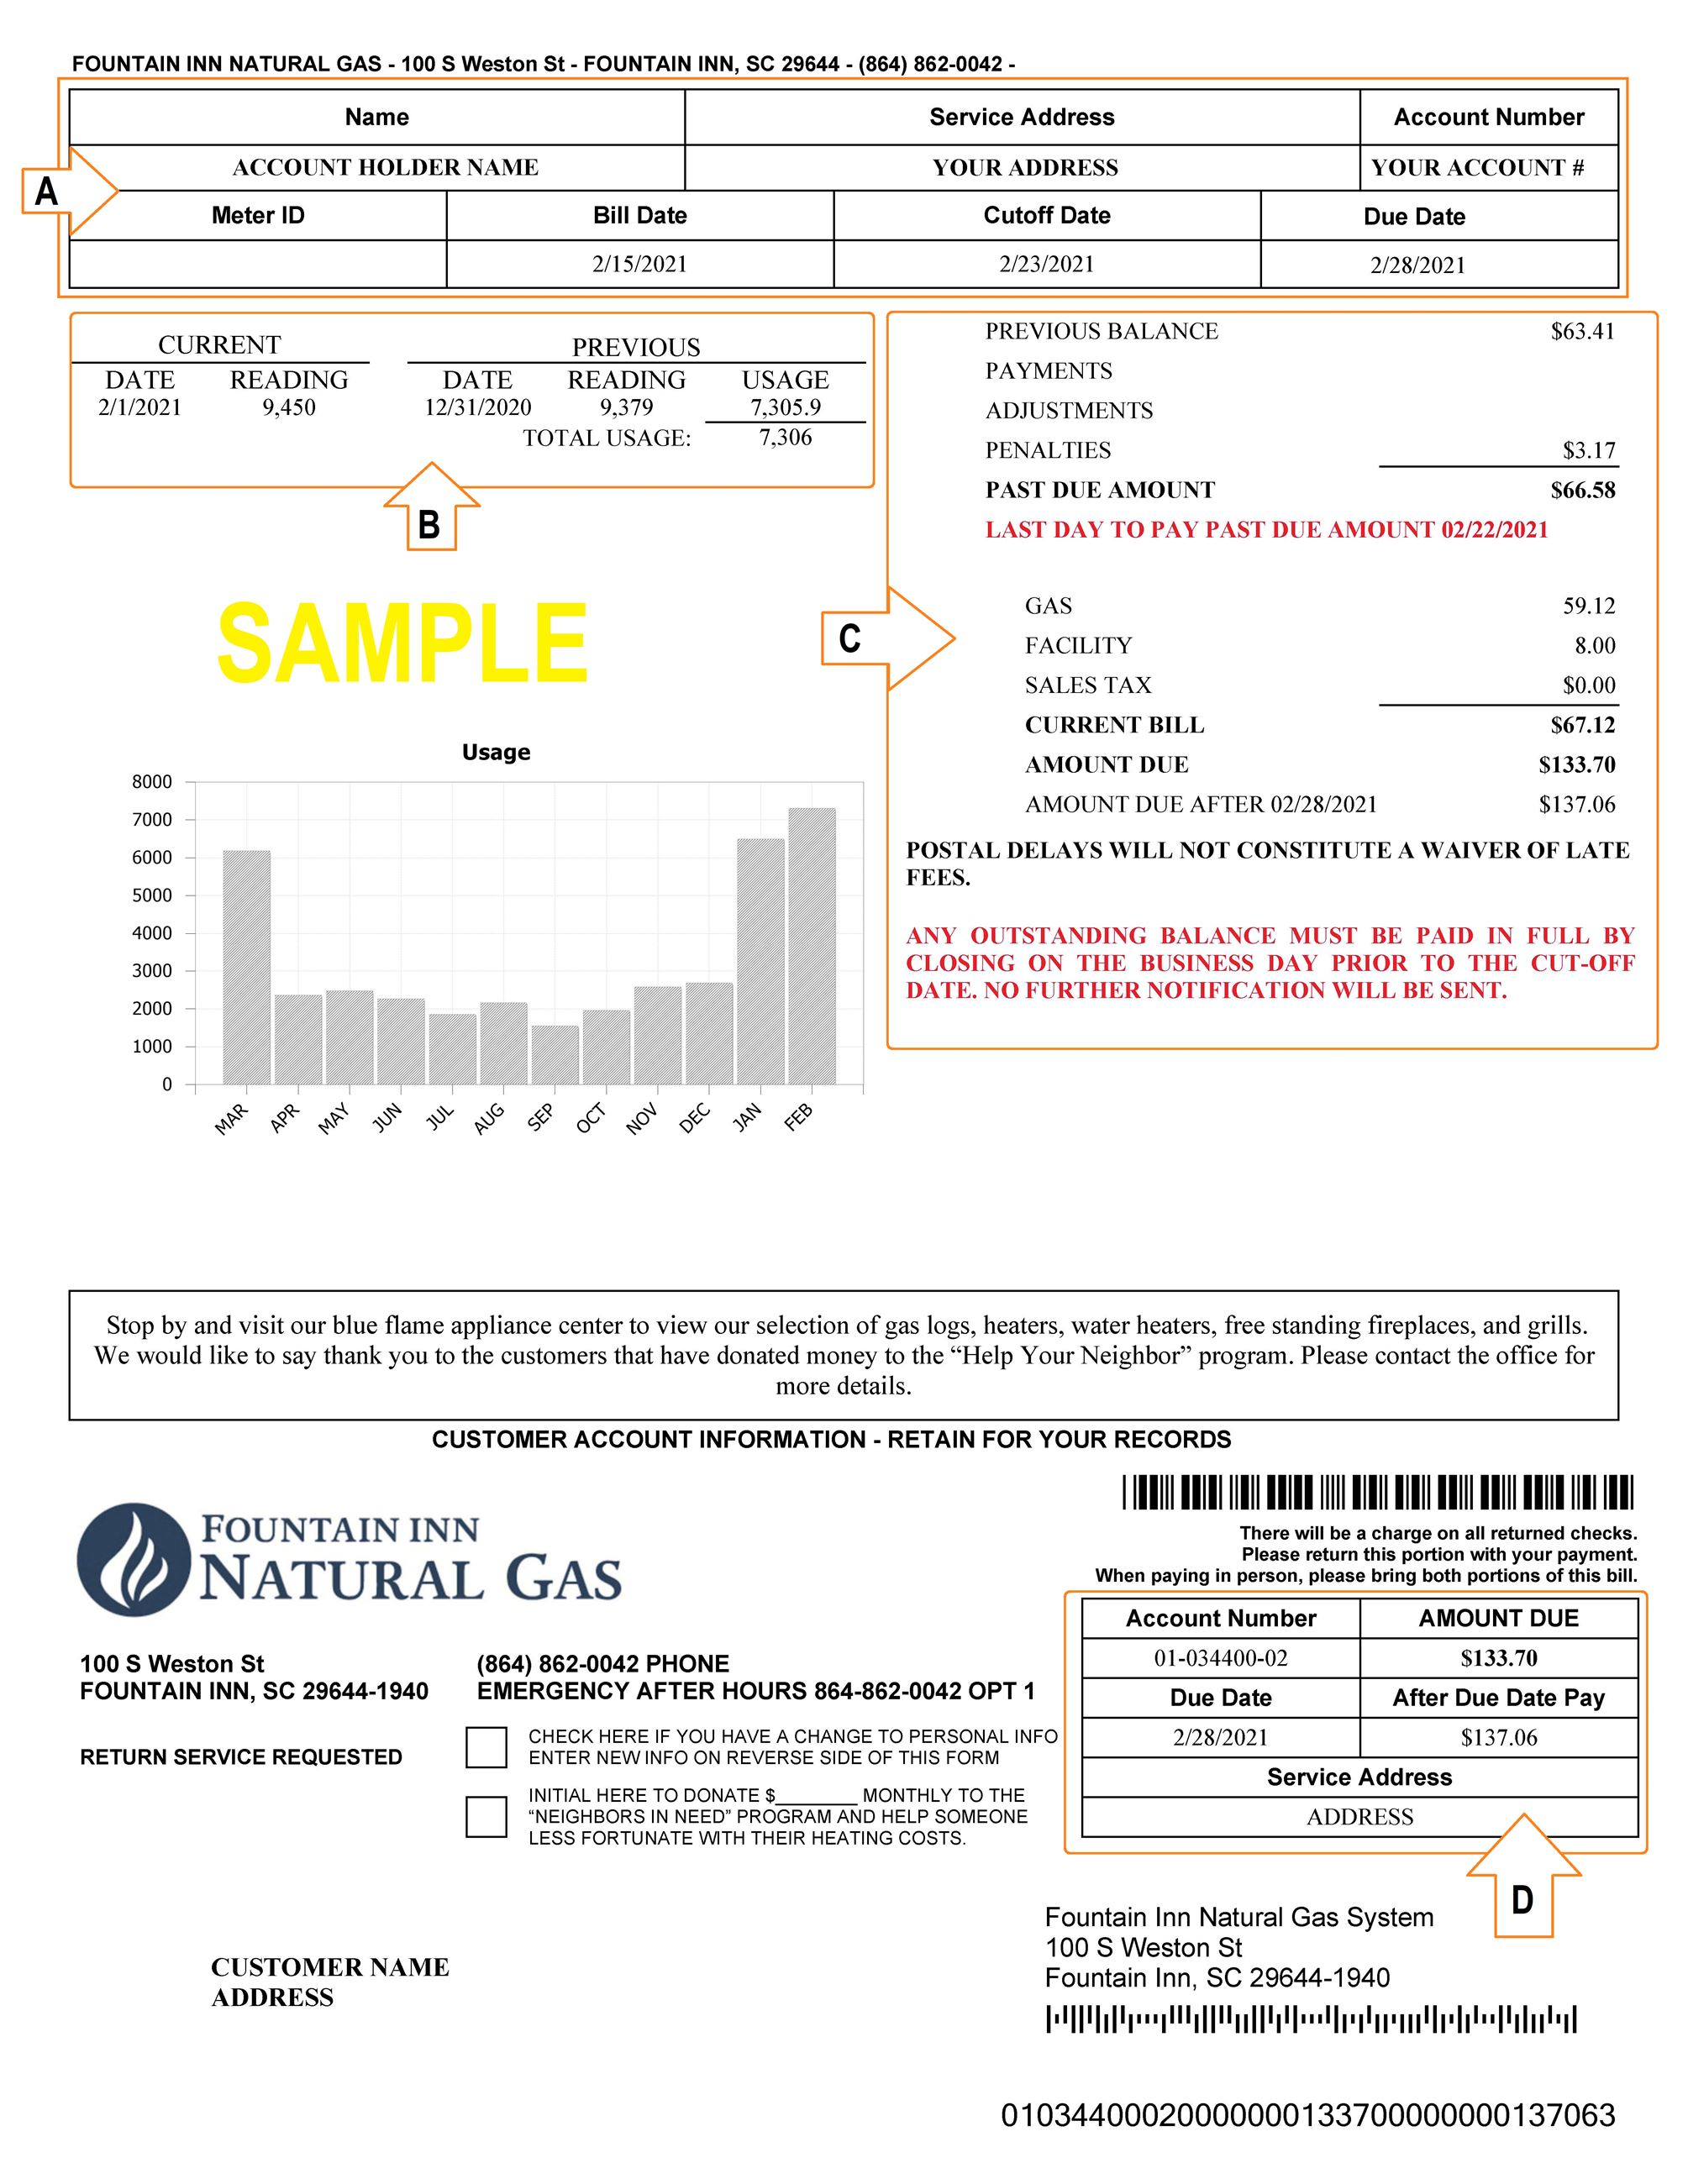 FOUNTAIN INN NATURAL GAS - 100 S Weston St - FOUNTAIN INN, SC 29644 - (864) 862-0042 -
Name Service Address Account Number
ACCOUNT HOLDER NAME YOUR ADDRESS YOUR ACCOUNT #
A
Meter ID Bill Date Cutoff Date Due Date
2/15/2021 2/23/2021 2/28/2021
CURRENT PREVIOUS
DATE READING DATE READING USAGE
2/1/2021 9,450 12/31/2020 9,379 7,305.9
TOTAL USAGE: 7,306
B
SAMPLE
PREVIOUS BALANCE $63.41
PAYMENTS
ADJUSTMENTS
PENALTIES $3.17
PAST DUE AMOUNT $66.58
LAST DAY TO PAY PAST DUE AMOUNT 02/22/2021
C
GAS 59.12
FACILITY 8.00
SALES TAX $0.00
CURRENT BILL $67.12
AMOUNT DUE $133.70
AMOUNT DUE AFTER 02/28/2021 $137.06
POSTAL DELAYS WILL NOT CONSTITUTE A WAIVER OF LATE
FEES.
ANY OUTSTANDING BALANCE MUST BE PAID IN FULL BY
CLOSING ON THE BUSINESS DAY PRIOR TO THE CUT-OFF
DATE. NO FURTHER NOTIFICATION WILL BE SENT.
Usage
8000
7000
6000
5000
4000
3000
2000
1000
0
MAR APR MAY JUN JUL AUG SEP OCT NOV DEC JAN FEB
Stop by and visit our blue flame appliance center to view our selection of gas logs, heaters, water heaters, free standing fireplaces, and grills.
We would like to say thank you to the customers that have donated money to the “Help Your Neighbor” program. Please contact the office for
more details.
CUSTOMER ACCOUNT INFORMATION - RETAIN FOR YOUR RECORDS
FOUNTAIN INN
NATURAL GAS
There will be a charge on all returned checks.
Please return this portion with your payment.
When paying in person, please bring both portions of this bill.
100 S Weston St
FOUNTAIN INN, SC 29644-1940
(864) 862-0042 PHONE
EMERGENCY AFTER HOURS 864-862-0042 OPT 1
RETURN SERVICE REQUESTED
CHECK HERE IF YOU HAVE A CHANGE TO PERSONAL INFO
ENTER NEW INFO ON REVERSE SIDE OF THIS FORM
INITIAL HERE TO DONATE $_______ MONTHLY TO THE
“NEIGHBORS IN NEED” PROGRAM AND HELP SOMEONE
LESS FORTUNATE WITH THEIR HEATING COSTS.
Account Number AMOUNT DUE
01-034400-02 $133.70
Due Date After Due Date Pay
2/28/2021 $137.06
Service Address
ADDRESS
D
CUSTOMER NAME
ADDRESS
Fountain Inn Natural Gas System
100 S Weston St
Fountain Inn, SC 29644-1940
0103440002000000013370000000​0137063